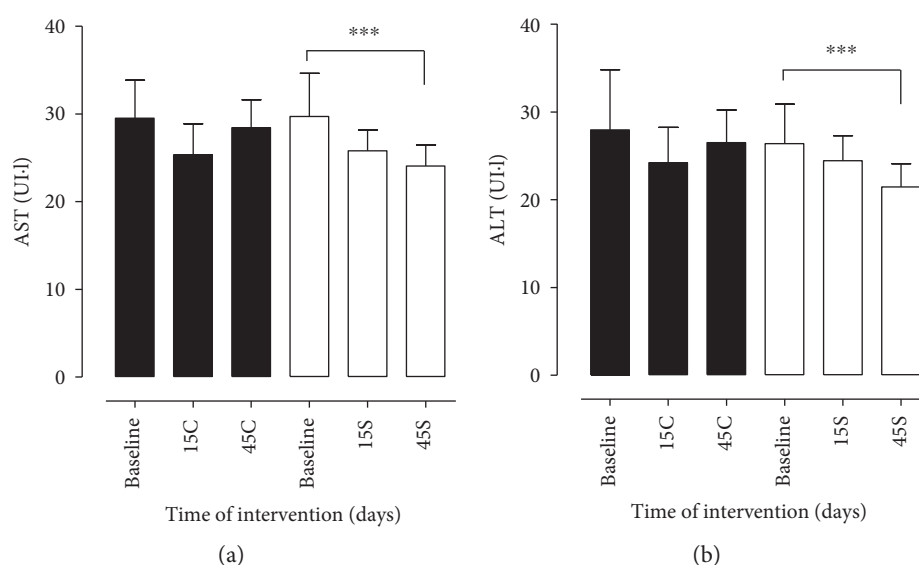 40
30
20
10
0
AST (UI·l)
***
Baseline
15C
45C
Baseline
15S
45S
Time of intervention (days)
(a)
40
30
20
10
0
ALT (UI·l)
***
Baseline
15C
45C
Baseline
15S
45S
Time of intervention (days)
(b)